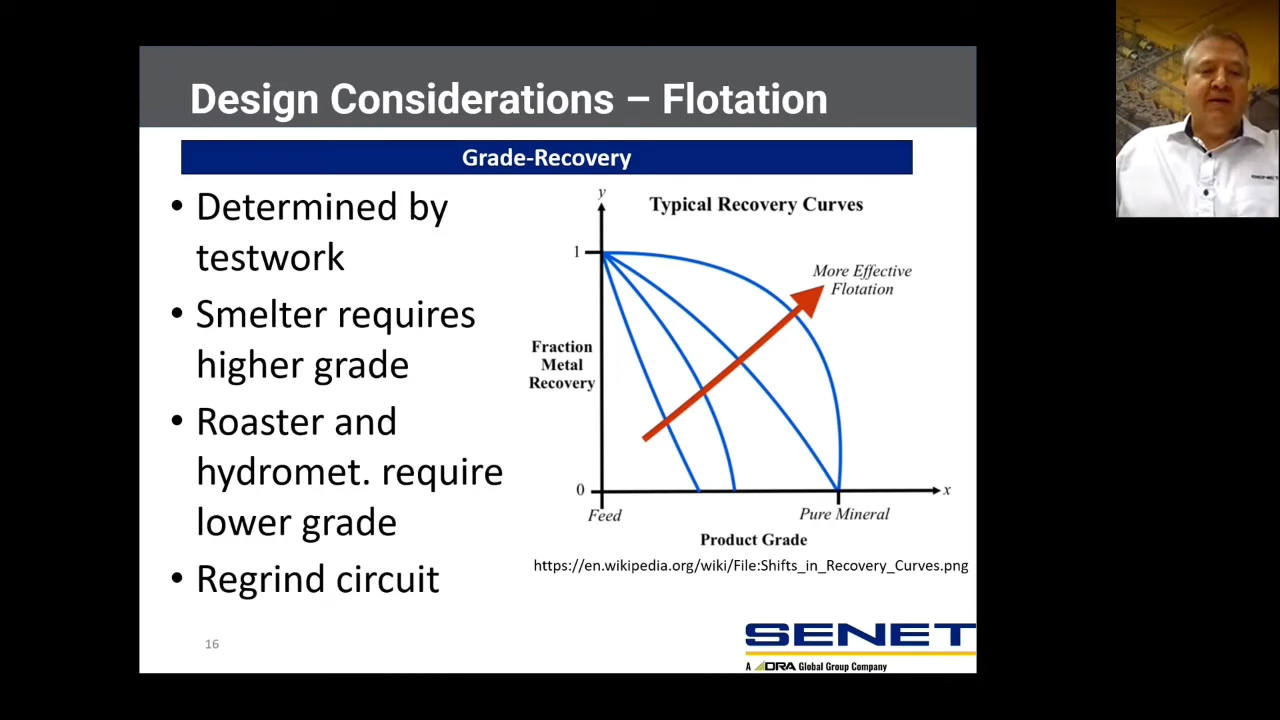 Design Considerations – Flotation
Grade-Recovery
• Determined by
testwork
• Smelter requires
higher grade
• Roaster and
hydromet. require
lower grade
• Regrind circuit
y
Typical Recovery Curves
1
More Effective
Flotation
Fraction
Metal
Recovery
0
x
Feed
Pure Mineral
Product Grade
https://en.wikipedia.org/wiki/File:Shifts_in_Recovery_Curves.png
16
SENET
A DRA Global Group Company